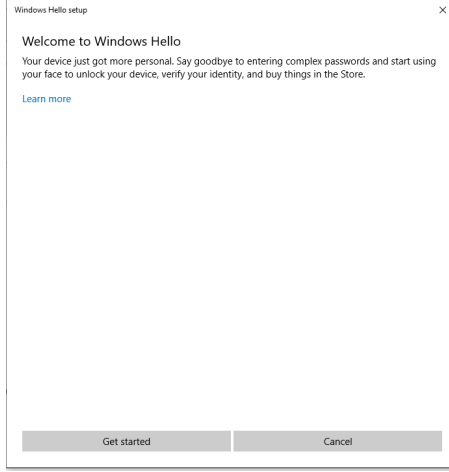 Windows Hello setup
Welcome to Windows Hello
Your device just got more personal. Say goodbye to entering complex passwords and start using
your face to unlock your device, verify your identity, and buy things in the Store.
Learn more
Get started
Cancel